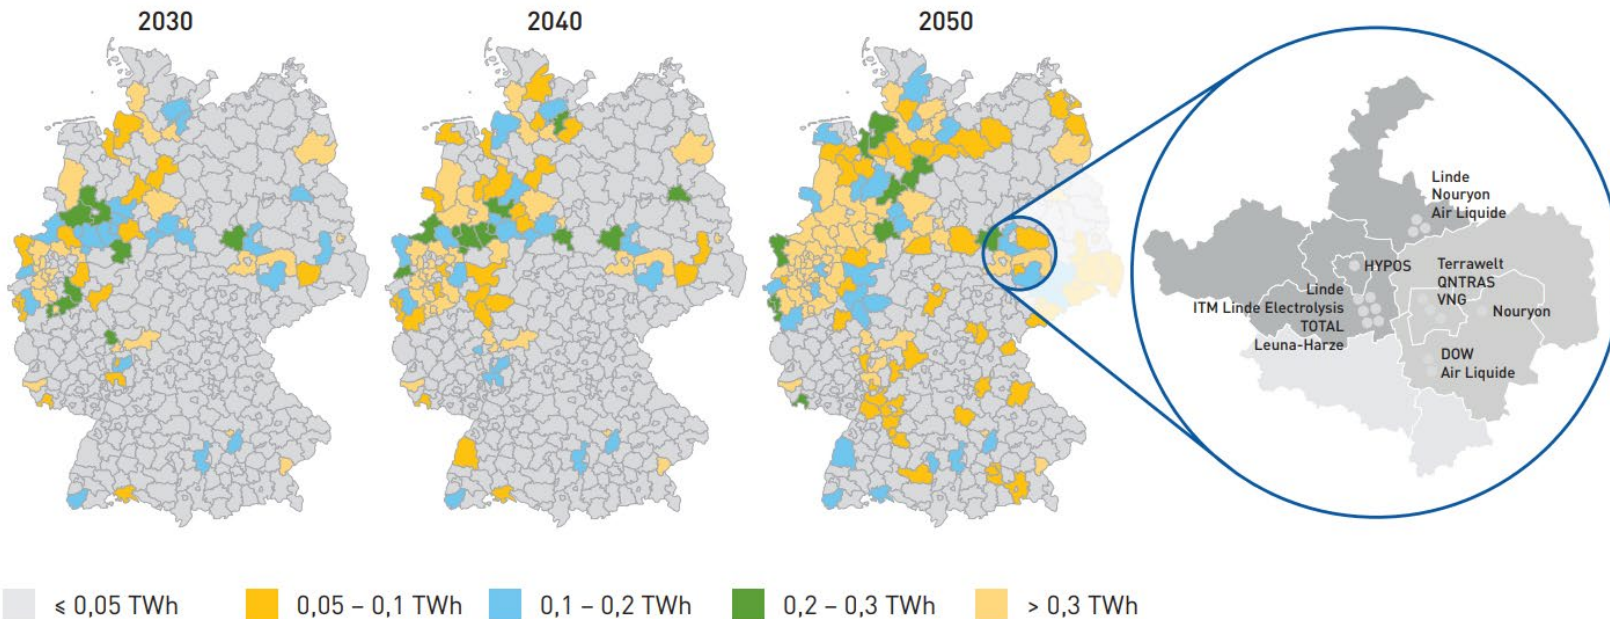 2030
2040
2050
Linde
Nouryon
Air Liquide
HYPOS
Terrawelt
QNTRAS
VNG
Linde
ITM Linde Electrolysis
TOTAL
Leuna-Harze
Nouryon
DOW
Air Liquide
⩽ 0,05 TWh
0,05 – 0,1 TWh
0,1 – 0,2 TWh
0,2 – 0,3 TWh
> 0,3 TWh